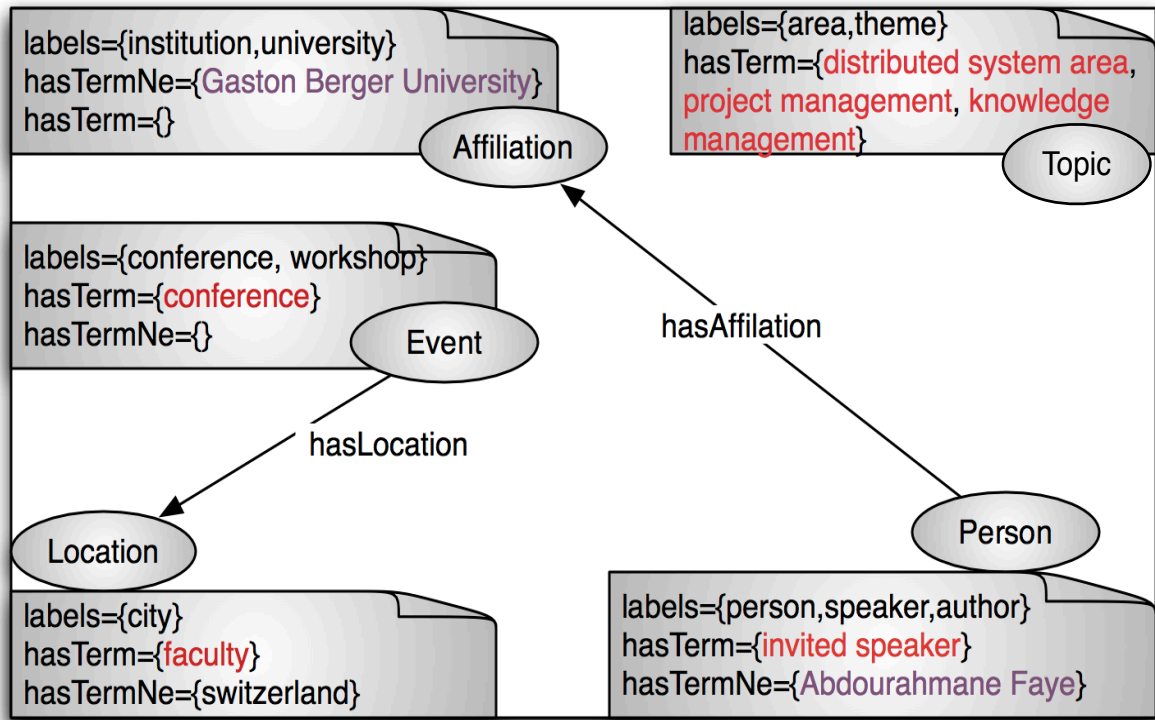 labels={institution,university}
hasTermNe={Gaston Berger University}
hasTerm={}
Affiliation
labels={area,theme}
hasTerm={distributed system area,
project management, knowledge
management}
Topic
labels={conference, workshop}
hasTerm={conference}
hasTermNe={}
Event
hasAffilation
hasLocation
Location
labels={city}
hasTerm={faculty}
hasTermNe={switzerland}
Person
labels={person,speaker,author}
hasTerm={invited speaker}
hasTermNe={Abdourahmane Faye}